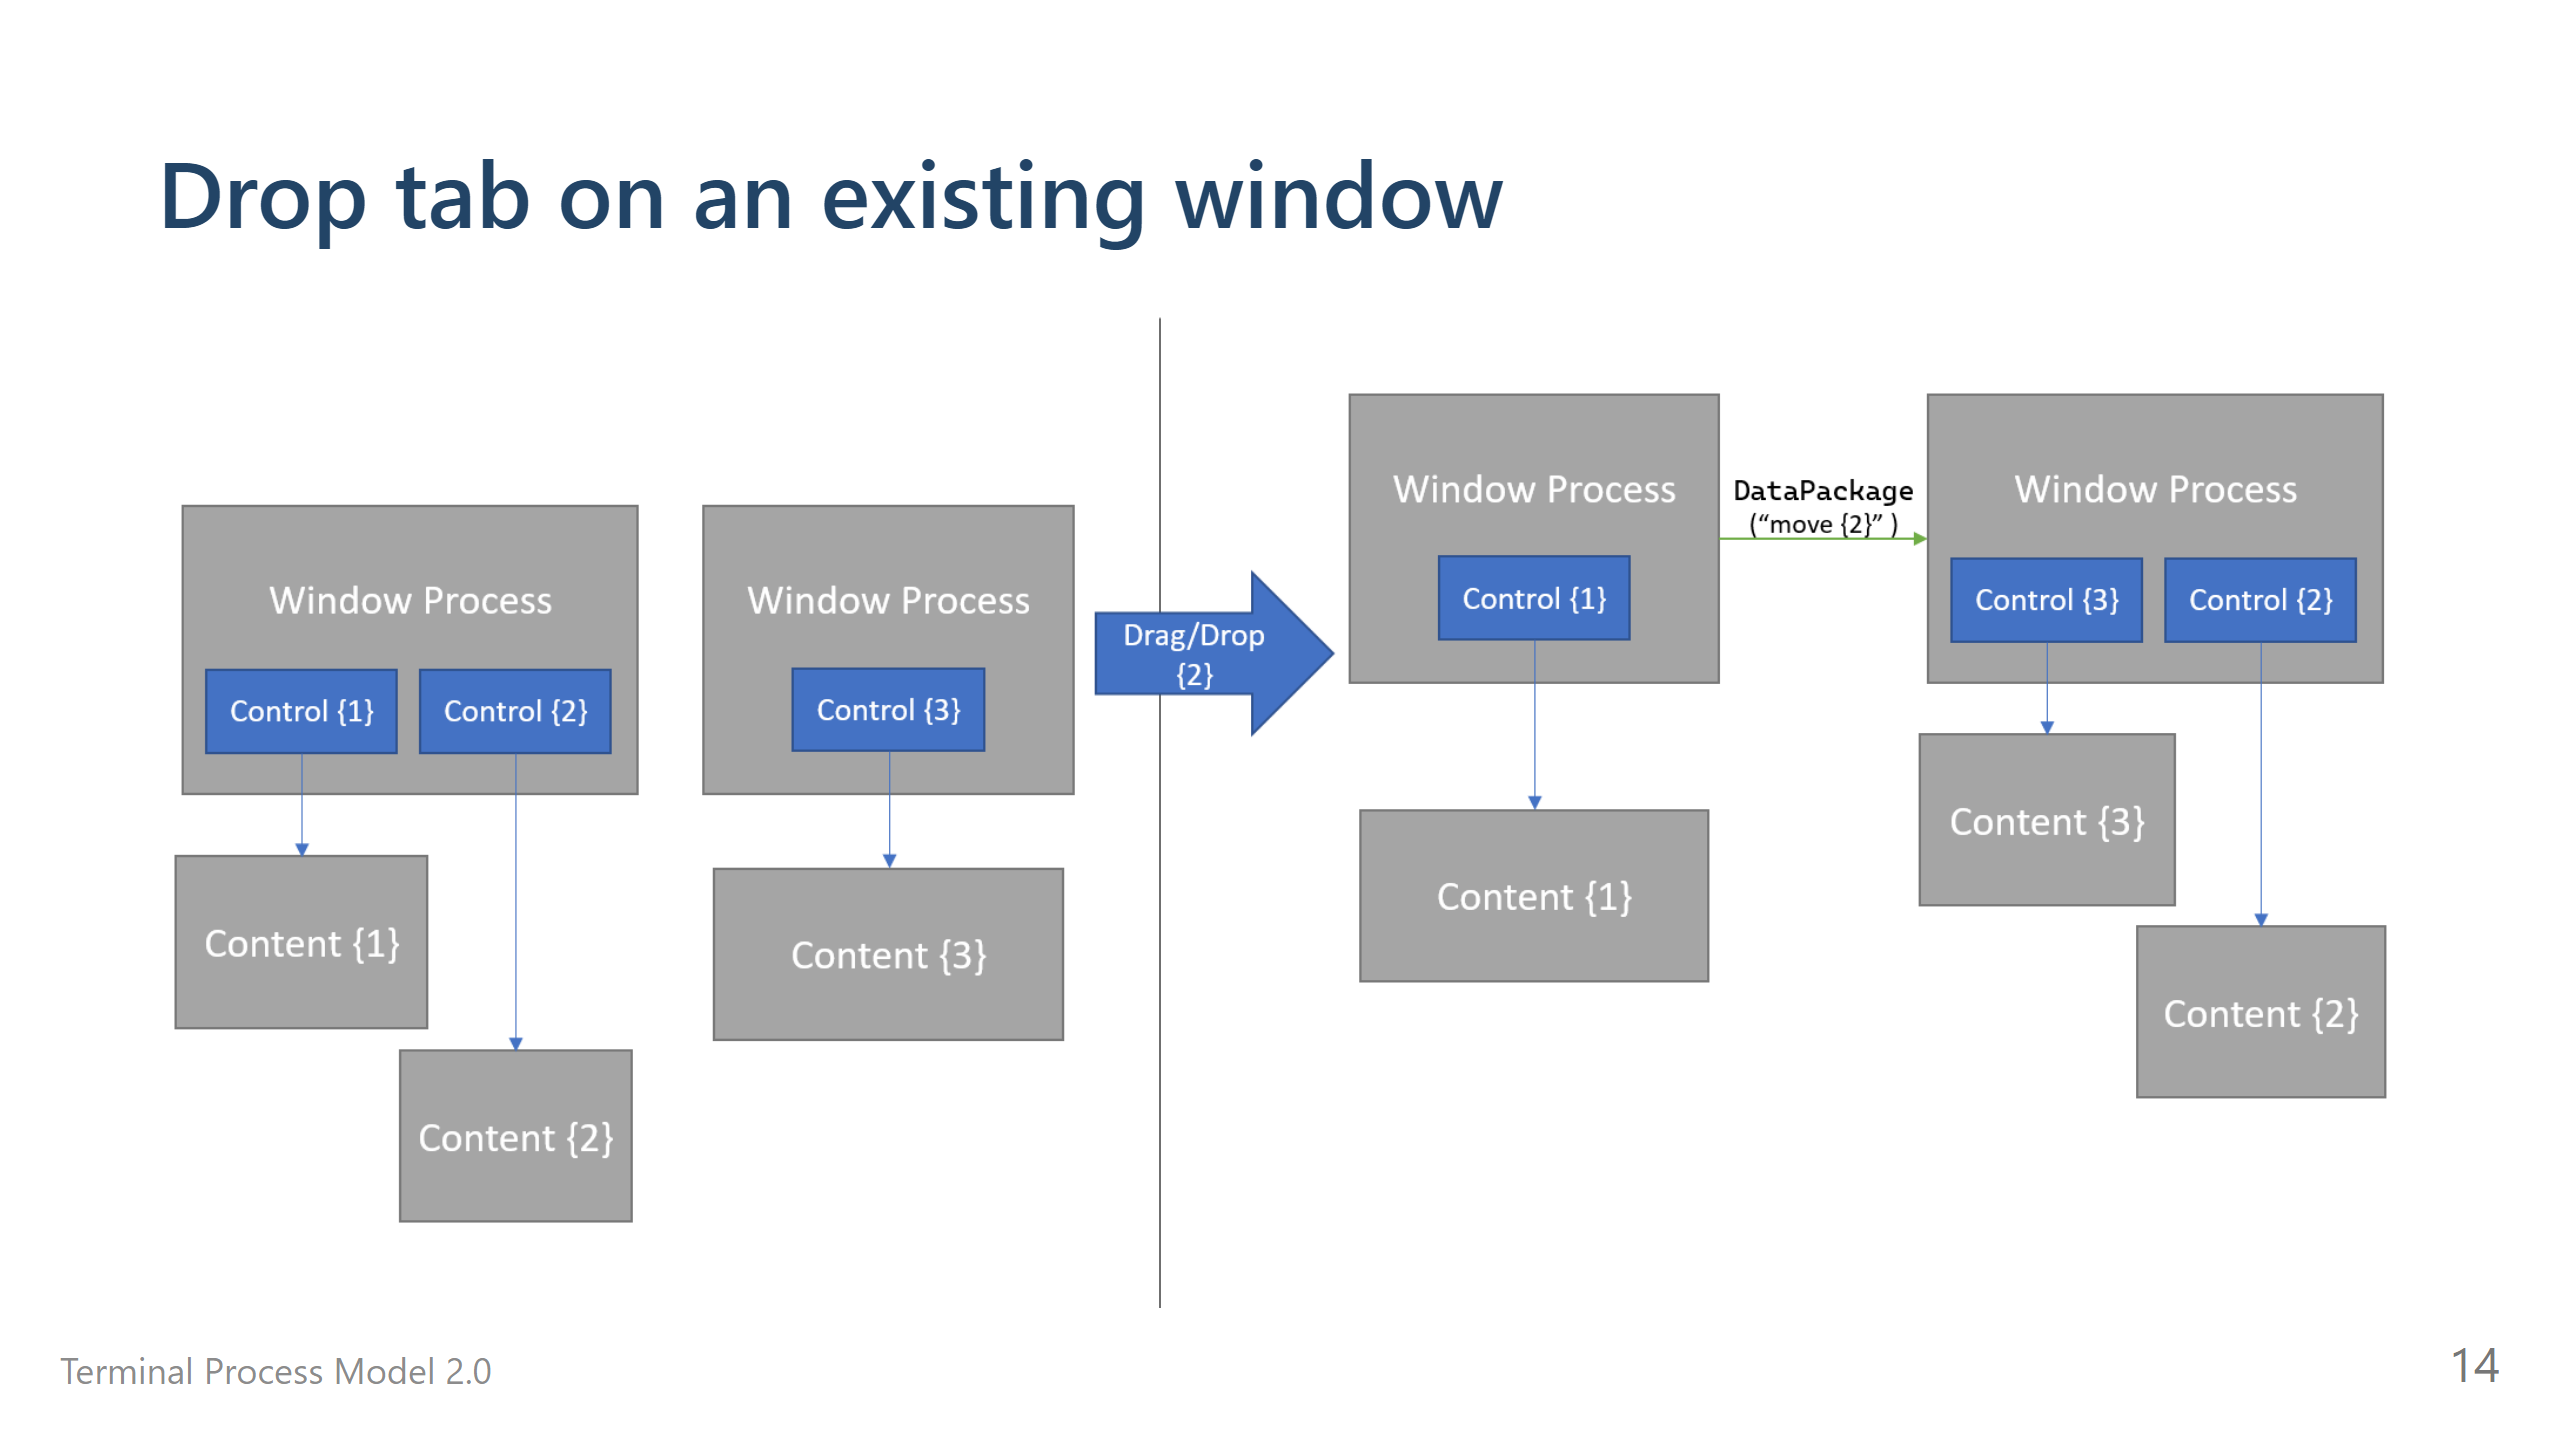 Drop tab on an existing window
Window Process
Control {1}
Control {2}
Content {1}
Content {2}
Window Process
Control {3}
Content {3}
Drag/Drop
{2}
Window Process
Control {1}
Content {1}
DataPackage
(“move {2}” )
Window Process
Control {3}
Control {2}
Content {3}
Content {2}
Terminal Process Model 2.0
14